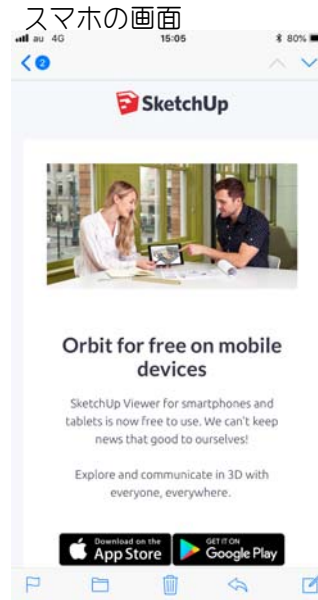 スマホの画面
au 4G 15:05 80%
2
SketchUp
Orbit for free on mobile
devices
SketchUp Viewer for smartphones and
tablets is now free to use. We can't keep
news that good to ourselves!
Explore and communicate in 3D with
everyone, everywhere.
Download on the GET IT ON
App Store Google Play